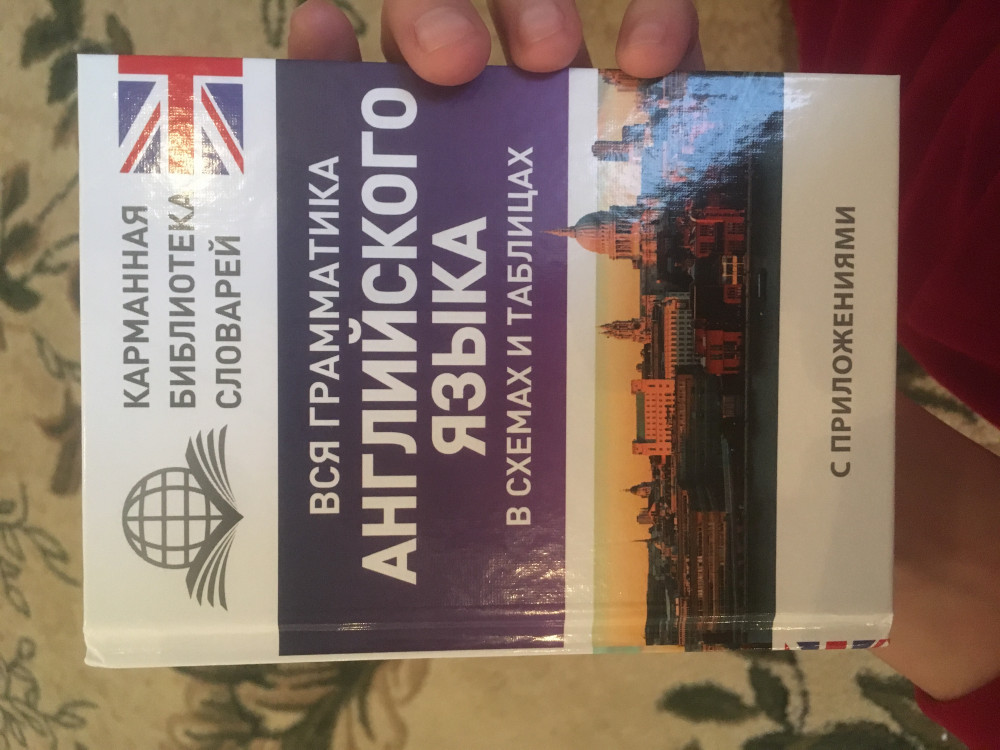 КАРМАННАЯ
БИБЛИОТЕКА
СЛОВАРЕЙ
ВСЯ ГРАММАТИКА
АНГЛИЙСКОГО
ЯЗЫКА
В СХЕМАХ И ТАБЛИЦАХ
С ПРИЛОЖЕНИЯМИ